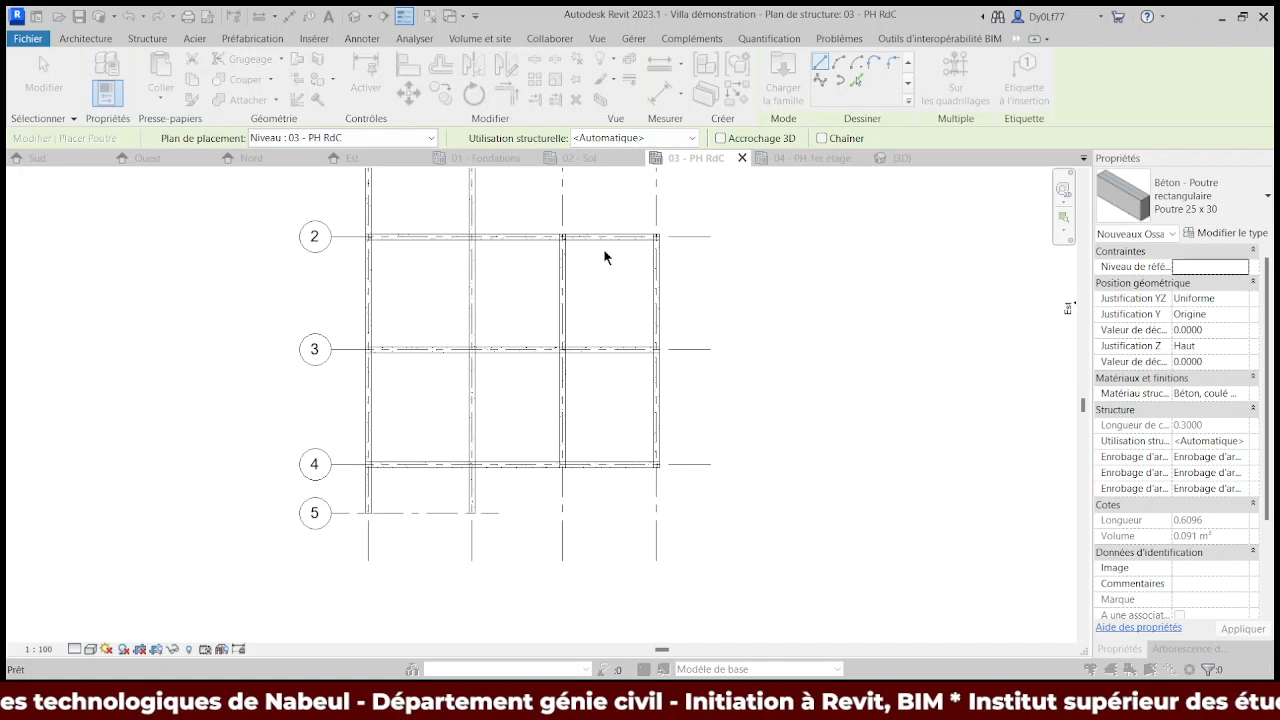 Autodesk Revit 2023.1 - Villa démonstration - Plan de structure: 03 - PH RdC
Dy0Lf77
Fichier Architecture Structure Acier Préfabrication Insérer Annoter Analyser Volume et site Collaborer Vue Gérer Compléments Quantification Problèmes Outils d'interopérabilité BIM
Modifier
Coller
Grugeage
Couper
Attacher
Activer
Charger
la famille
Sur
les quadrillages
Etiquette
à l'insertion
Sélectionner Propriétés Presse-papiers Géométrie Contrôles Modifier Vue Mesurer Créer Mode Dessiner Multiple Etiquette
Modifier | Placer Poutre Plan de placement: Niveau : 03 - PH RdC Utilisation structurelle: <Automatique> Accrochage 3D Chaîner
Sud Ouest Nord Est 01 - Fondations 02 - Sol 03 - PH RdC 04 - PH 1er étage {3D}
Propriétés
Béton - Poutre
rectangulaire
Poutre 25 x 30
Nouveaux Ossa Modifier le type
Contraintes
Niveau de réfé...
Position géométrique
Justification YZ Uniforme
Justification Y Origine
Valeur de déc... 0.0000
Justification Z Haut
Valeur de déc... 0.0000
Matériaux et finitions
Matériau struc... Béton, coulé ...
Structure
Longueur de c... 0.3000
Utilisation stru... <Automatique>
Enrobage d'ar... Enrobage d'ar...
Enrobage d'ar... Enrobage d'ar...
Enrobage d'ar... Enrobage d'ar...
Cotes
Longueur 0.6096
Volume 0.091 m³
Données d'identification
Image
Commentaires
Marque
A une associat...
Aide des propriétés Appliquer
Propriétés Arborescence d...
2
3
4
5
Est
1 : 100
Prêt
:0
Modèle de base
:0
es technologiques de Nabeul - Département génie civil - Initiation à Revit, BIM * Institut supérieur des étu